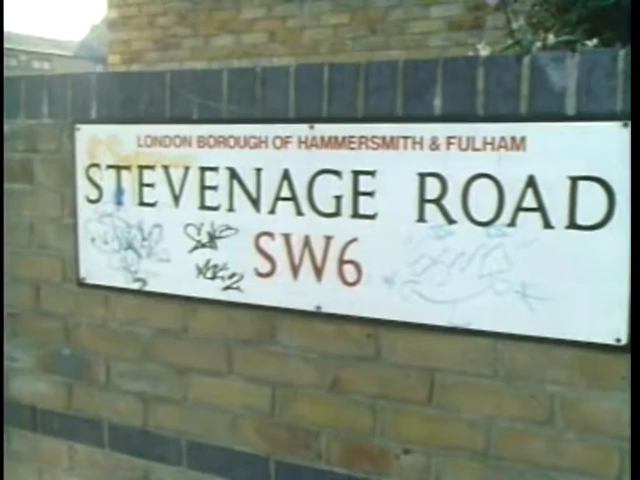 LONDON BOROUGH OF HAMMERSMITH & FULHAM
STEVENAGE ROAD
SW6